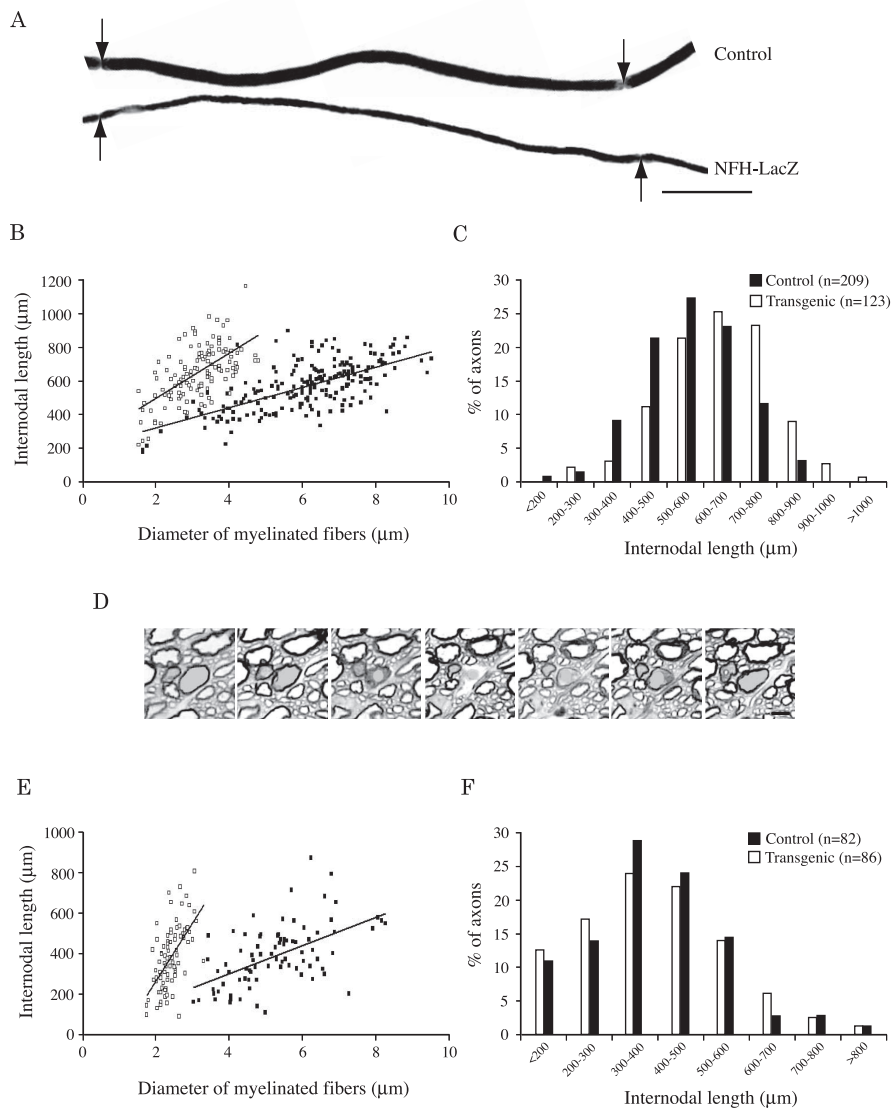 A
Control
NFH-LacZ
B
Internodal length (μm)
1200
1000
800
600
400
200
0
0 2 4 6 8 10
Diameter of myelinated fibers (μm)
C
% of axons
30
25
20
15
10
5
0
Control (n=209)
Transgenic (n=123)
<200 200-300 300-400 400-500 500-600 600-700 700-800 800-900 900-1000 >1000
Internodal length (μm)
D
E
Internodal length (μm)
1000
800
600
400
200
0
0 2 4 6 8 10
Diameter of myelinated fibers (μm)
F
% of axons
30
25
20
15
10
5
0
Control (n=82)
Transgenic (n=86)
<200 200-300 300-400 400-500 500-600 600-700 700-800 >800
Internodal length (μm)